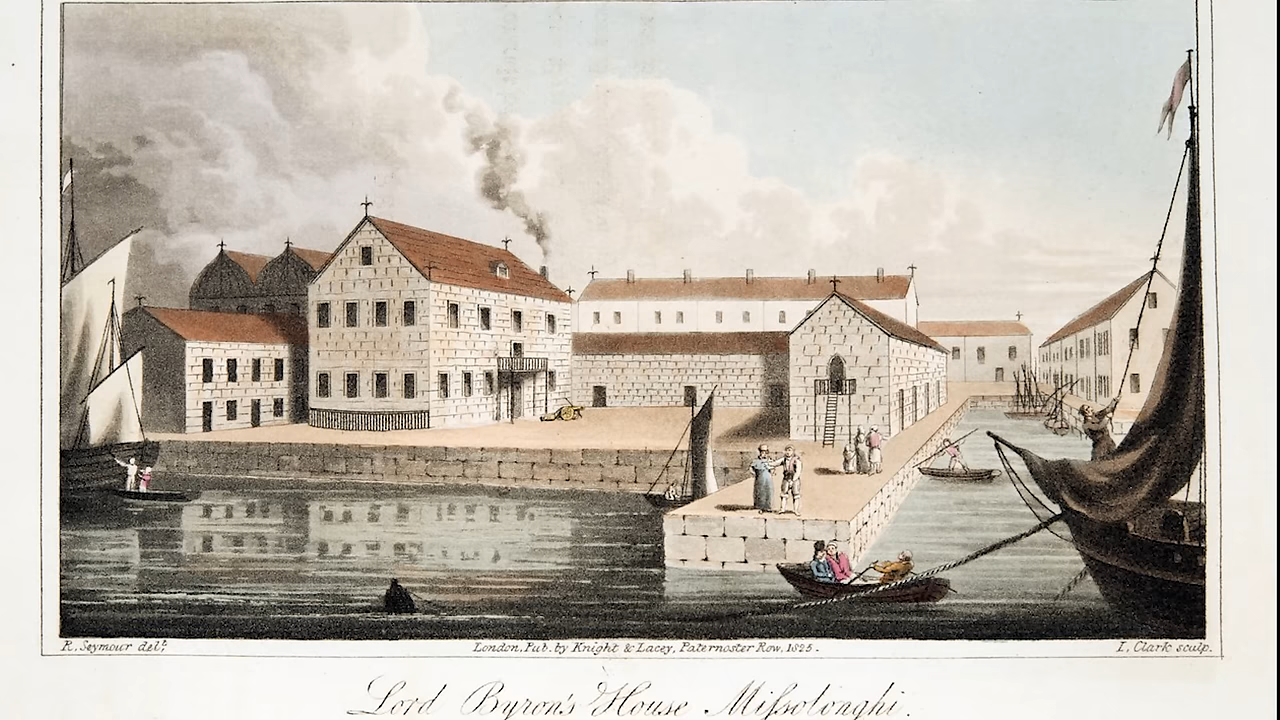 R. Seymour delt.
London, Pub. by Knight & Lacey, Paternoster Row, 1825.
I. Clark sculp.
Lord Byron's House Miſsolonghi.